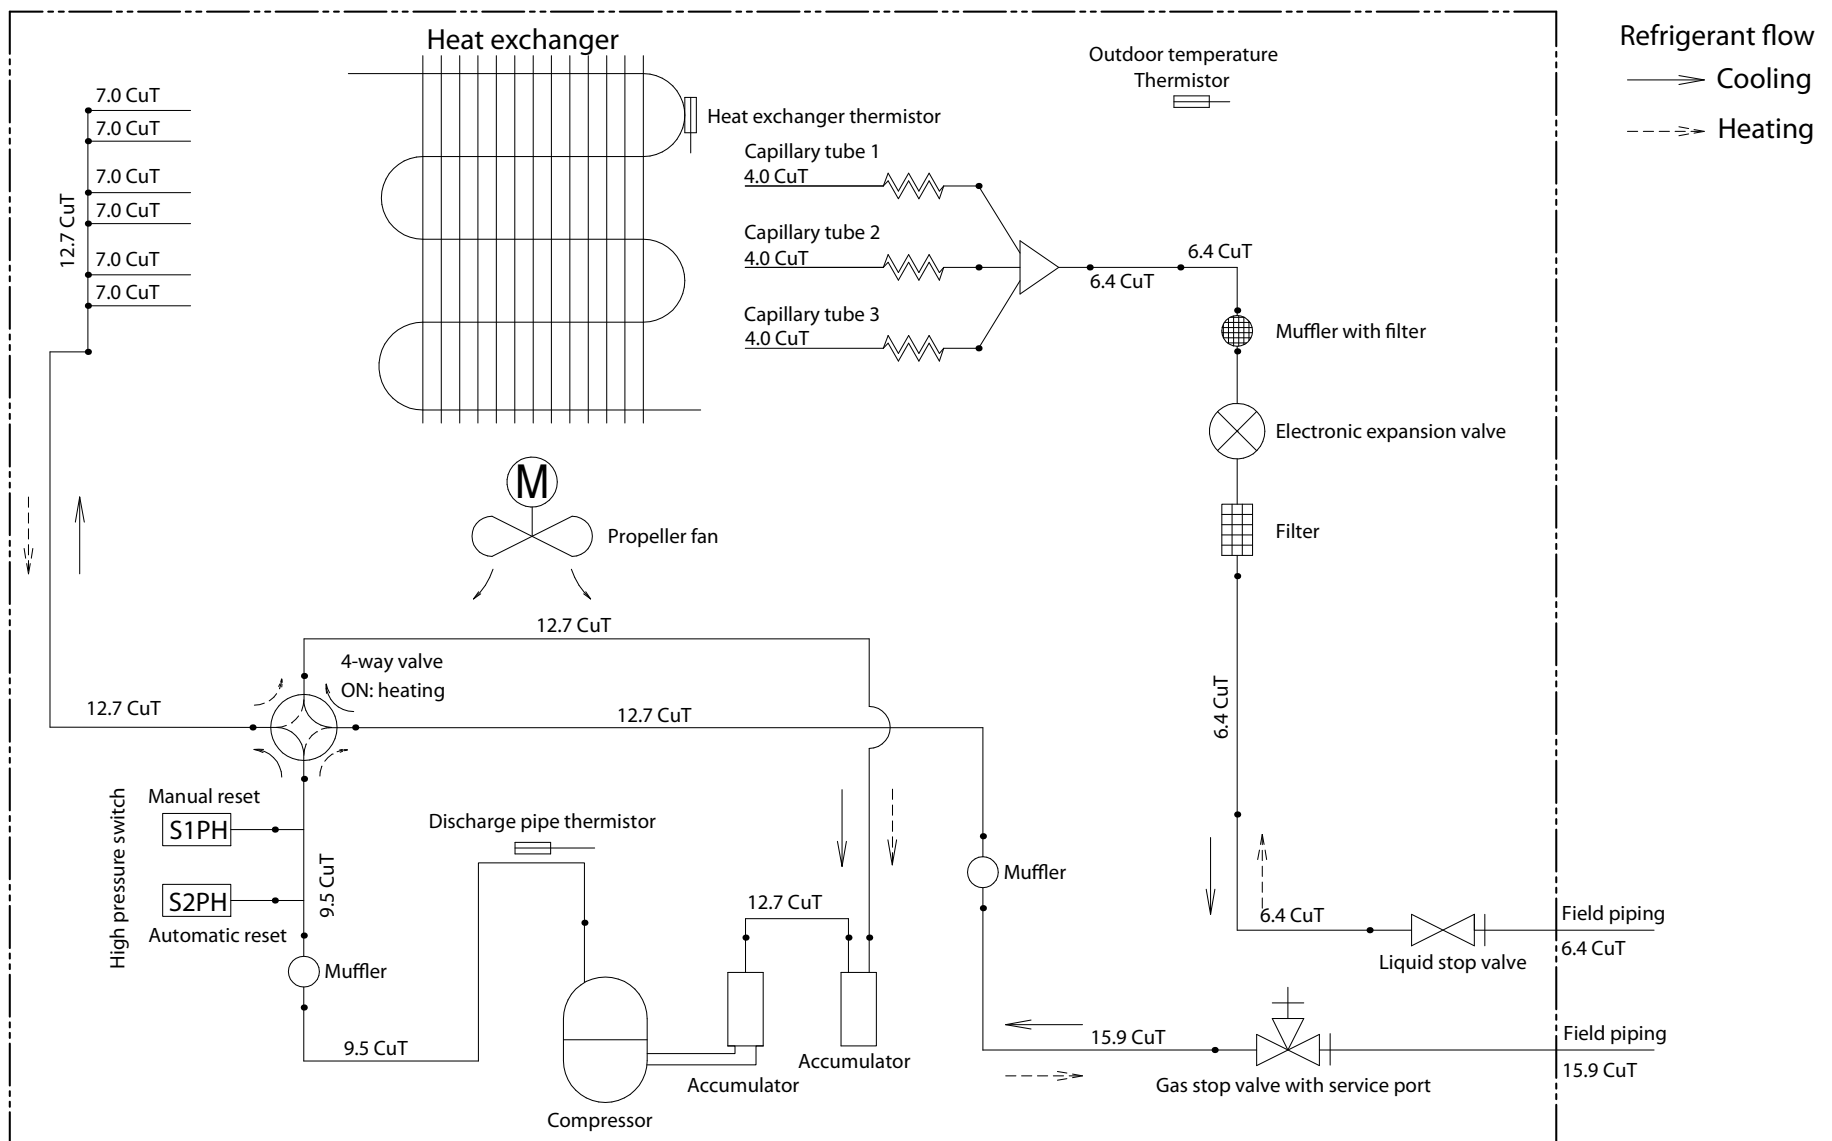 Heat exchanger
Outdoor temperature
Thermistor
Refrigerant flow
Cooling
Heating
7.0 CuT
7.0 CuT
7.0 CuT
7.0 CuT
7.0 CuT
7.0 CuT
12.7 CuT
Heat exchanger thermistor
Capillary tube 1
4.0 CuT
Capillary tube 2
4.0 CuT
Capillary tube 3
4.0 CuT
6.4 CuT
6.4 CuT
Muffler with filter
Electronic expansion valve
Filter
M
Propeller fan
12.7 CuT
4-way valve
ON: heating
12.7 CuT
12.7 CuT
6.4 CuT
High pressure switch
Manual reset
S1PH
S2PH
Automatic reset
9.5 CuT
Muffler
Discharge pipe thermistor
12.7 CuT
Muffler
6.4 CuT
Field piping
6.4 CuT
Liquid stop valve
9.5 CuT
Compressor
Accumulator
Accumulator
15.9 CuT
Field piping
15.9 CuT
Gas stop valve with service port